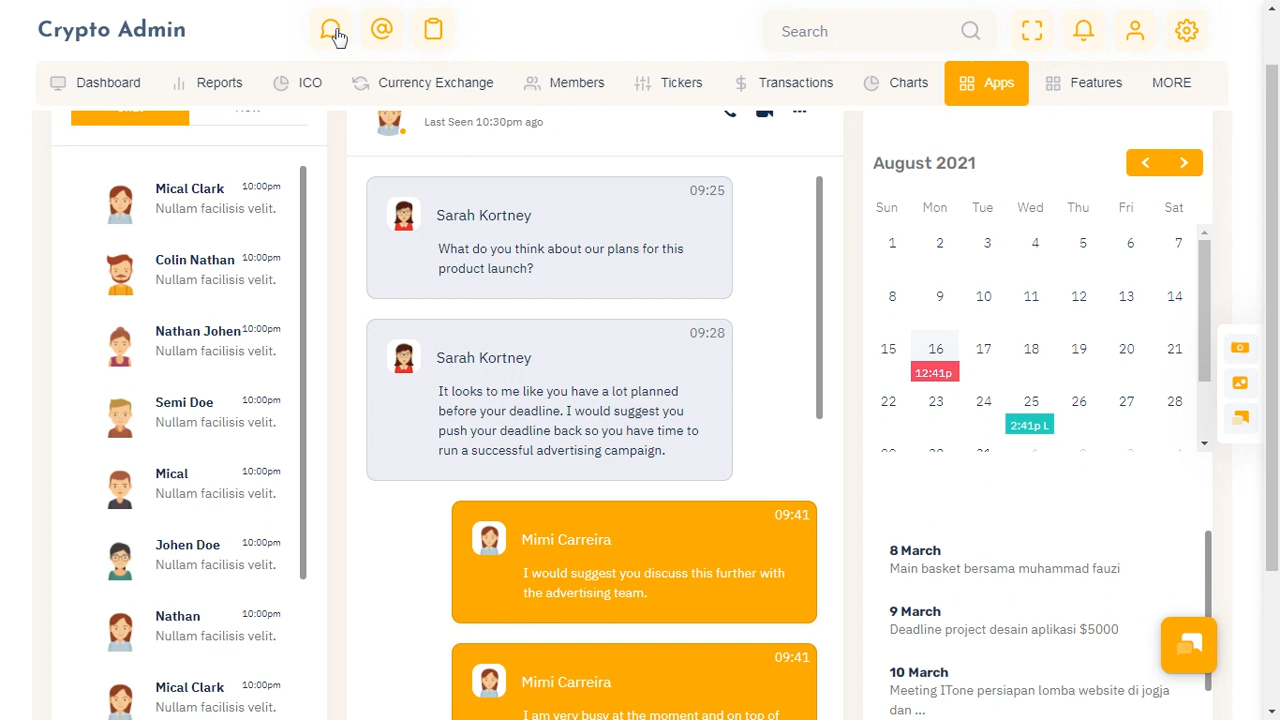 Crypto Admin
Search
Dashboard
Reports
ICO
Currency Exchange
Members
Tickers
Transactions
Charts
Apps
Features
MORE
Mical Clark 10:00pm
Nullam facilisis velit.
Colin Nathan 10:00pm
Nullam facilisis velit.
Nathan Johen 10:00pm
Nullam facilisis velit.
Semi Doe 10:00pm
Nullam facilisis velit.
Mical 10:00pm
Nullam facilisis velit.
Johen Doe 10:00pm
Nullam facilisis velit.
Nathan 10:00pm
Nullam facilisis velit.
Mical Clark 10:00pm
Nullam facilisis velit.
Last Seen 10:30pm ago
09:25
Sarah Kortney
What do you think about our plans for this
product launch?
09:28
Sarah Kortney
It looks to me like you have a lot planned
before your deadline. I would suggest you
push your deadline back so you have time to
run a successful advertising campaign.
09:41
Mimi Carreira
I would suggest you discuss this further with
the advertising team.
09:41
Mimi Carreira
I am very busy at the moment and on top of
August 2021
Sun Mon Tue Wed Thu Fri Sat
1 2 3 4 5 6 7
8 9 10 11 12 13 14
15 16 17 18 19 20 21
12:41p
22 23 24 25 26 27 28
2:41p L
8 March
Main basket bersama muhammad fauzi
9 March
Deadline project desain aplikasi $5000
10 March
Meeting ITone persiapan lomba website di jogja
dan ...